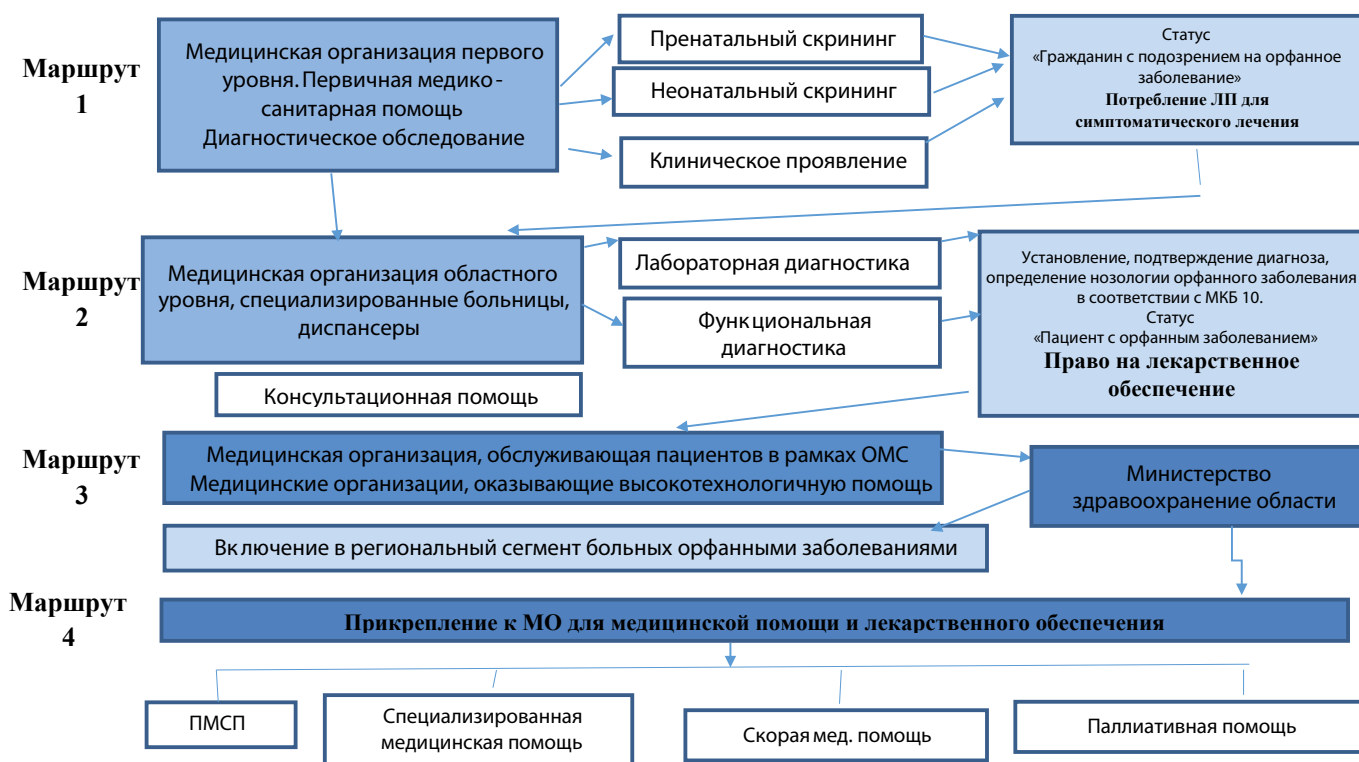 Маршрут
1
Медицинская организация первого
уровня. Первичная медико-
санитарная помощь
Диагностическое обследование
Пренатальный скрининг
Неонатальный скрининг
Клиническое проявление
Статус
«Гражданин с подозрением на орфанное
заболевание»
Потребление ЛП для
симптоматического лечения
Маршрут
2
Медицинская организация областного
уровня, специализированные больницы,
диспансеры
Консультационная помощь
Лабораторная диагностика
Функциональная
диагностика
Установление, подтверждение диагноза,
определение нозологии орфанного заболевания
в соответствии с МКБ 10.
Статус
«Пациент с орфанным заболеванием»
Право на лекарственное
обеспечение
Маршрут
3
Медицинская организация, обслуживающая пациентов в рамках ОМС
Медицинские организации, оказывающие высокотехнологичную помощь
Министерство
здравоохранение области
Включение в региональный сегмент больных орфанными заболеваниями
Маршрут
4
Прикрепление к МО для медицинской помощи и лекарственного обеспечения
ПМСП
Специализированная
медицинская помощь
Скорая мед. помощь
Паллиативная помощь